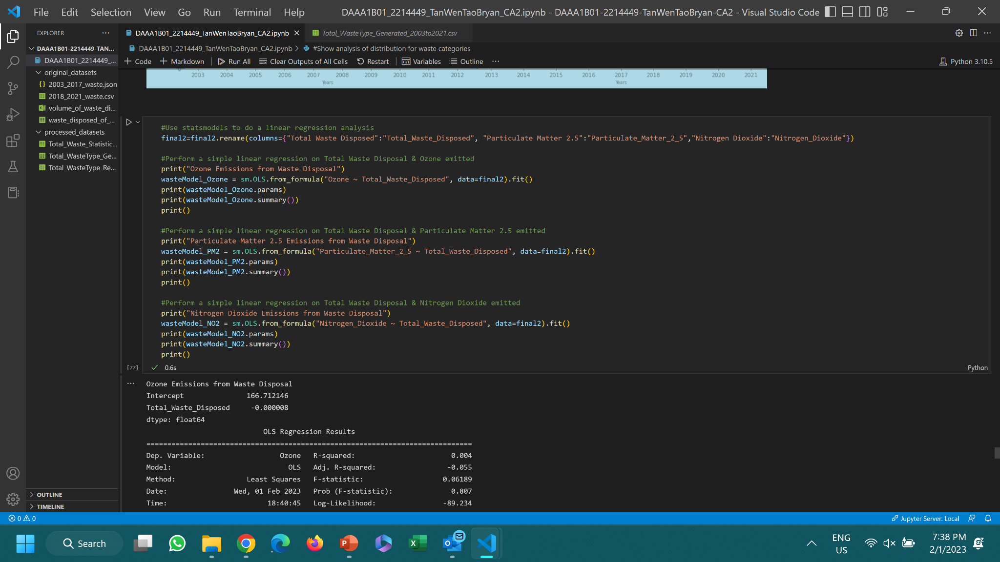 File Edit Selection View Go Run Terminal Help DAAA1B01_2214449_TanWenTaoBryan_CA2.ipynb - DAAA1B01-2214449-TanWenTaoBryan-CA2 - Visual Studio Code
EXPLORER
DAAA1B01_2214449_TanWenTaoBryan_CA2.ipynb Total_WasteType_Generated_2003to2021.csv
DAAA1B01-2214449-TAN...
DAAA1B01_2214449_...
original_datasets
2003_2017_waste.json
2018_2021_waste.csv
volume_of_waste_di...
waste_disposed_of_...
processed_datasets
Total_Waste_Statistic...
Total_WasteType_Ge...
Total_WasteType_Re...
OUTLINE
TIMELINE
DAAA1B01_2214449_TanWenTaoBryan_CA2.ipynb > #Show analysis of distribution for waste categories
+ Code + Markdown Run All Clear Outputs of All Cells Restart Variables Outline ... Python 3.10.5
2003 2004 2005 2006 2007 2008 2009 2010 2011 2012 2013 2014 2015 2016 2017 2018 2019 2020 2021
Years Years
#Use statsmodels to do a linear regression analysis
final2=final2.rename(columns={"Total Waste Disposed":"Total_Waste_Disposed", "Particulate Matter 2.5":"Particulate_Matter_2_5","Nitrogen Dioxide":"Nitrogen_Dioxide"})
#Perform a simple linear regression on Total Waste Disposal & Ozone emitted
print("Ozone Emissions from Waste Disposal")
wasteModel_Ozone = sm.OLS.from_formula("Ozone ~ Total_Waste_Disposed", data=final2).fit()
print(wasteModel_Ozone.params)
print(wasteModel_Ozone.summary())
print()
#Perform a simple linear regression on Total Waste Disposal & Particulate Matter 2.5 emitted
print("Particulate Matter 2.5 Emissions from Waste Disposal")
wasteModel_PM2 = sm.OLS.from_formula("Particulate_Matter_2_5 ~ Total_Waste_Disposed", data=final2).fit()
print(wasteModel_PM2.params)
print(wasteModel_PM2.summary())
print()
#Perform a simple linear regression on Total Waste Disposal & Nitrogen Dioxide emitted
print("Nitrogen Dioxide Emissions from Waste Disposal")
wasteModel_NO2 = sm.OLS.from_formula("Nitrogen_Dioxide ~ Total_Waste_Disposed", data=final2).fit()
print(wasteModel_NO2.params)
print(wasteModel_NO2.summary())
print()
[77] 0.6s Python
Ozone Emissions from Waste Disposal
Intercept 166.712146
Total_Waste_Disposed -0.000008
dtype: float64
OLS Regression Results
==============================================================================
Dep. Variable: Ozone R-squared: 0.004
Model: OLS Adj. R-squared: -0.055
Method: Least Squares F-statistic: 0.06189
Date: Wed, 01 Feb 2023 Prob (F-statistic): 0.807
Time: 18:40:45 Log-Likelihood: -89.234
0 0 Jupyter Server: Local
Search ENG 7:38 PM
US 2/1/2023